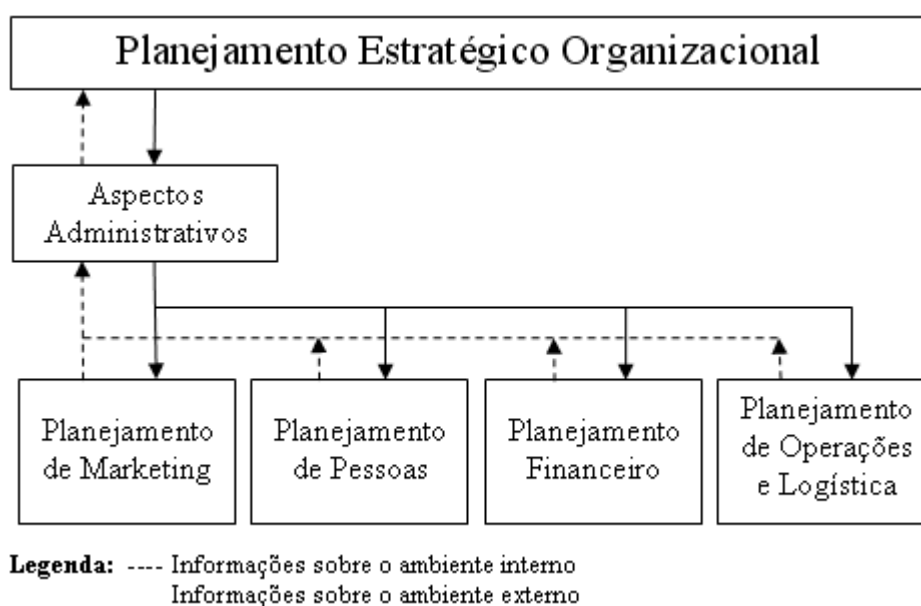 Planejamento Estratégico Organizacional
Aspectos
Administrativos
Planejamento
de Marketing
Planejamento
de Pessoas
Planejamento
Financeiro
Planejamento
de Operações
e Logística
Legenda: ---- Informações sobre o ambiente interno
Informações sobre o ambiente externo